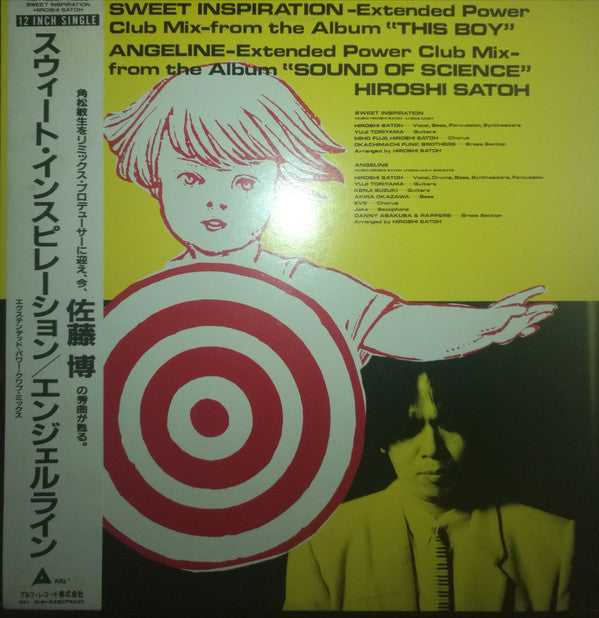 SWEET INSPIRATION
HIROSHI SATOH
12 INCH SINGLE
スウィート・インスピレーション／エンジェルライン
エクステンデッド・パワー・クラブ・ミックス
角松敏生をリミックス・プロデューサーに迎え、今、佐藤 博の秀曲が甦る。
Alfa
アルファレコード株式会社
SWEET INSPIRATION-Extended Power
Club Mix-from the Album "THIS BOY"
ANGELINE-Extended Power Club Mix-
from the Album "SOUND OF SCIENCE"
HIROSHI SATOH
SWEET INSPIRATION
HIROSHI SATOH----Vocal, Bass, Percussion, Synthesizers
YUJI TORIYAMA----Guitars
MIHO FUJII, HIROSHI SATOH----Chorus
OKACHIMACHI FUNK BROTHERS----Brass Section
Arranged by HIROSHI SATOH
ANGELINE
HIROSHI SATOH----Vocal, Drums, Bass, Synthesizers, Percussion
YUJI TORIYAMA----Guitars
KENJI SUZUKI----Guitar
AKIRA OKAZAWA----Bass
EVE----Chorus
Jake----Saxophone
DANNY ASAKUSA & RAPPERS----Brass Section
Arranged by HIROSHI SATOH